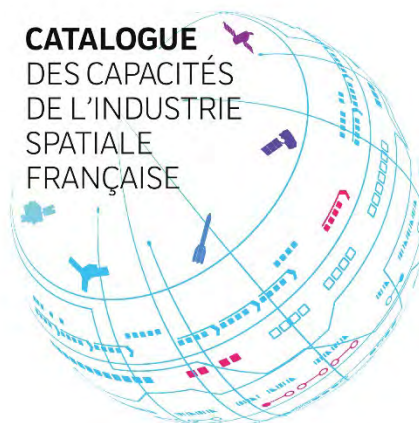 CATALOGUE
DES CAPACITÉS
DE L'INDUSTRIE
SPATIALE
FRANÇAISE